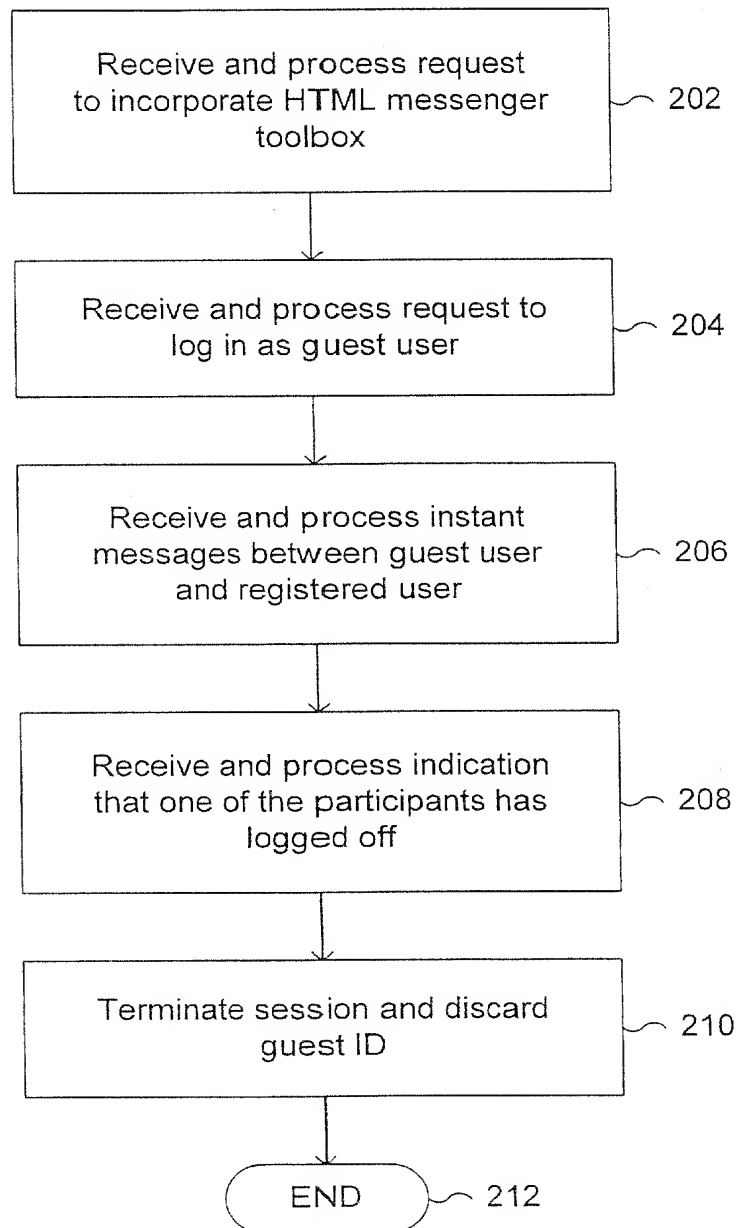 Receive and process request
to incorporate HTML messenger
toolbox
202
Receive and process request to
log in as guest user
204
Receive and process instant
messages between guest user
and registered user
206
Receive and process indication
that one of the participants has
logged off
208
Terminate session and discard
guest ID
210
END
212